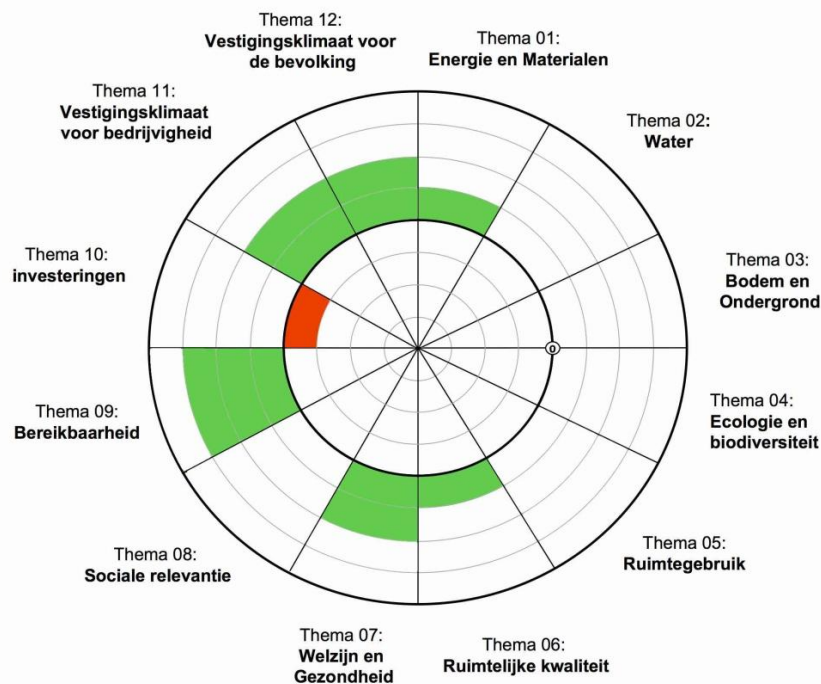 Thema 12:
Vestigingsklimaat voor
de bevolking
Thema 01:
Energie en Materialen
Thema 02:
Water
Thema 03:
Bodem en
Ondergrond
Thema 04:
Ecologie en
biodiversiteit
Thema 05:
Ruimtegebruik
Thema 06:
Ruimtelijke kwaliteit
Thema 07:
Welzijn en
Gezondheid
Thema 08:
Sociale relevantie
Thema 09:
Bereikbaarheid
Thema 10:
investeringen
Thema 11:
Vestigingsklimaat
voor bedrijvigheid
0